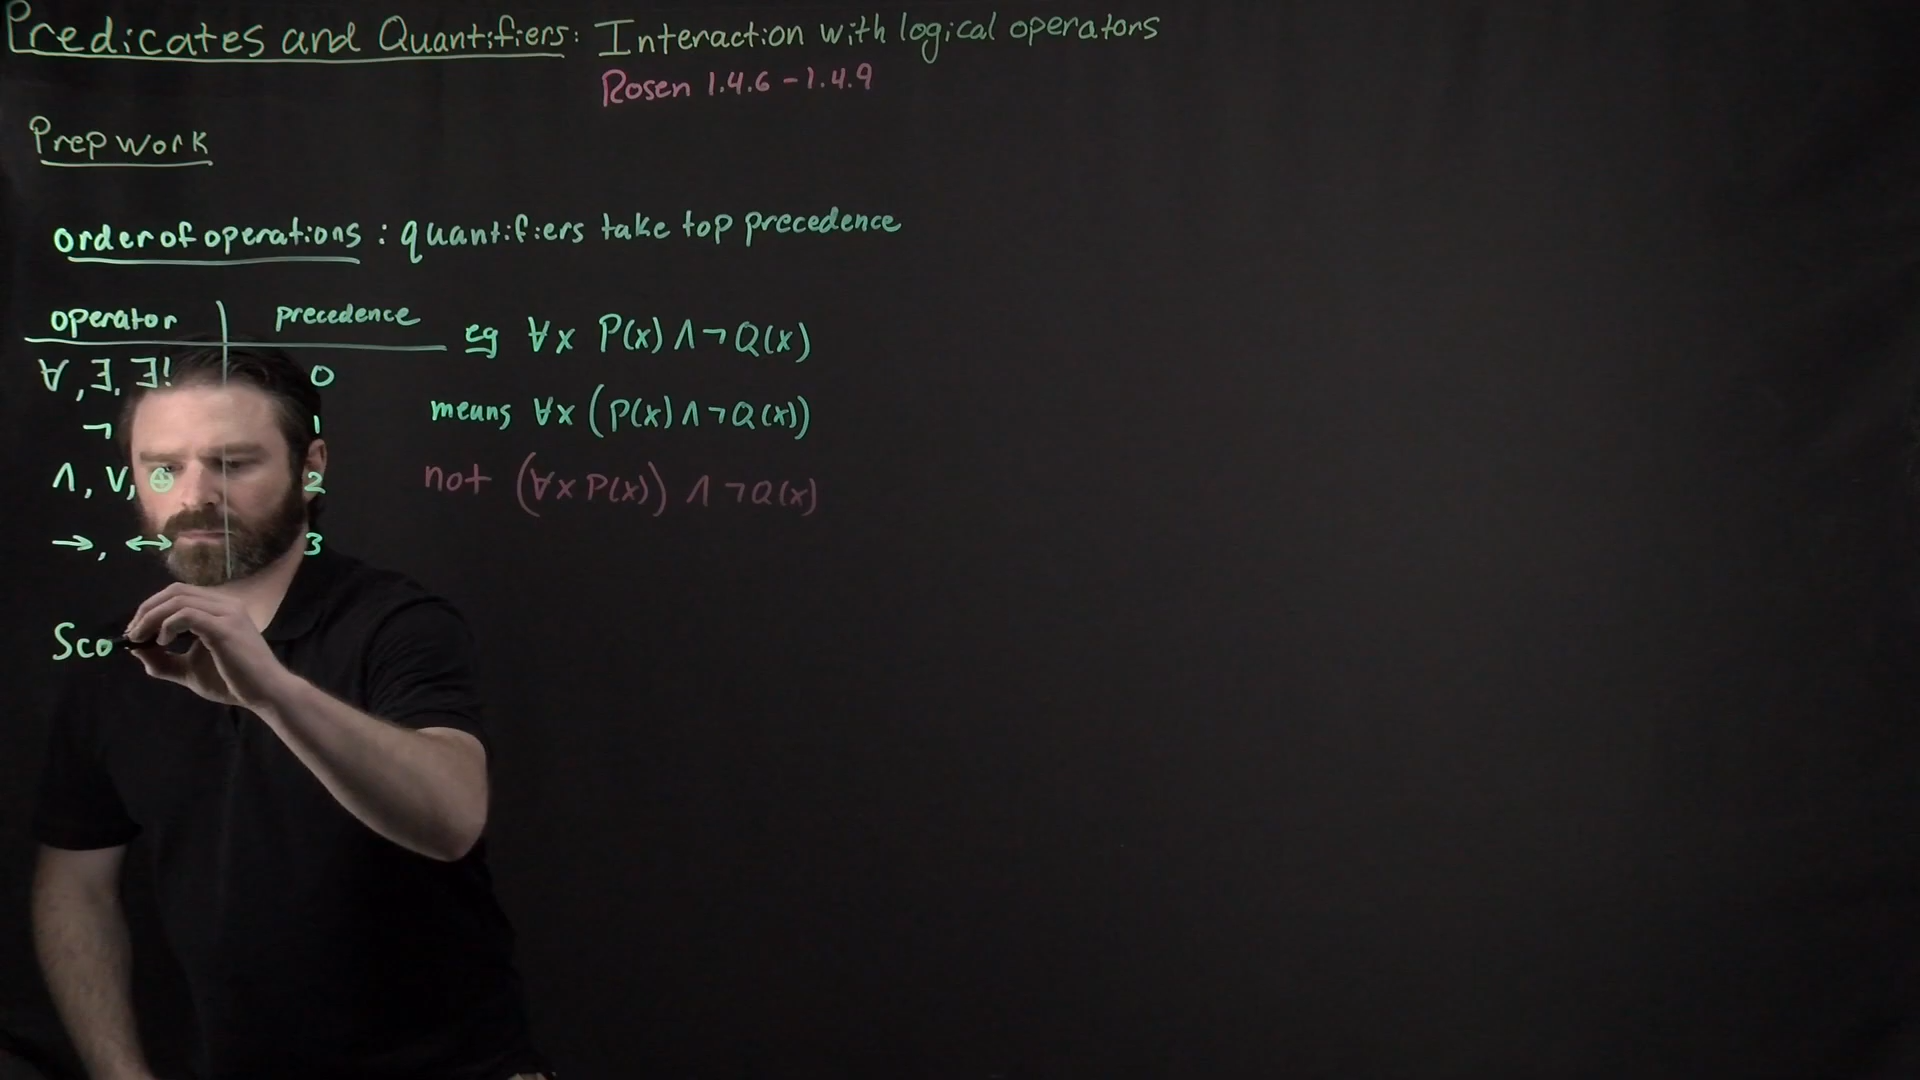 Predicates and Quantifiers: Interaction with logical operators
Rosen 1.4.6 - 1.4.9
Prep work
order of operations : quantifiers take top precedence
operator precedence
∀, ∃, ∃! 0
¬ 1
∧, ∨, ⊕ 2
→, ↔ 3
eg ∀x P(x) ∧ ¬Q(x)
means ∀x (P(x) ∧ ¬Q(x))
not (∀x P(x)) ∧ ¬Q(x)
Sco